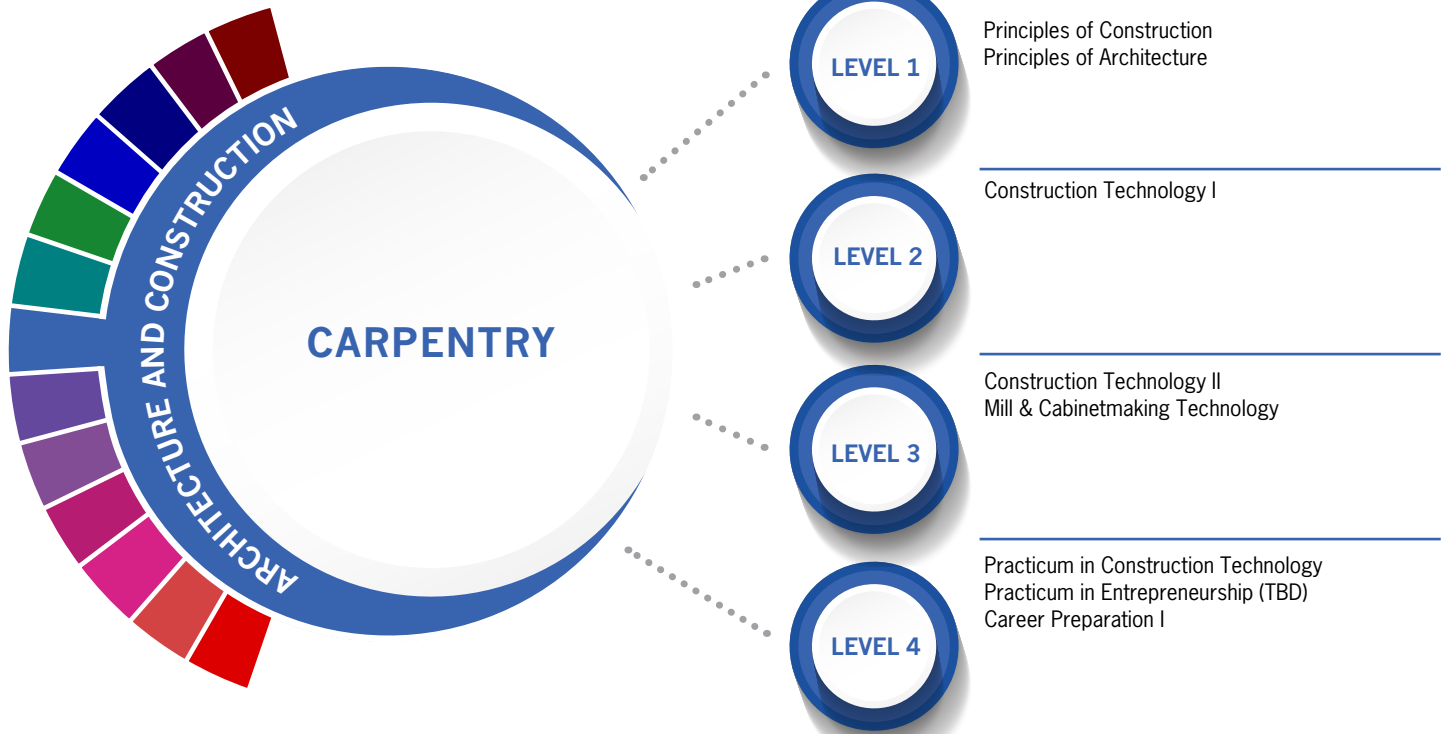 ARCHITECTURE AND CONSTRUCTION
CARPENTRY
LEVEL 1
Principles of Construction
Principles of Architecture
LEVEL 2
Construction Technology I
LEVEL 3
Construction Technology II
Mill & Cabinetmaking Technology
LEVEL 4
Practicum in Construction Technology
Practicum in Entrepreneurship (TBD)
Career Preparation I